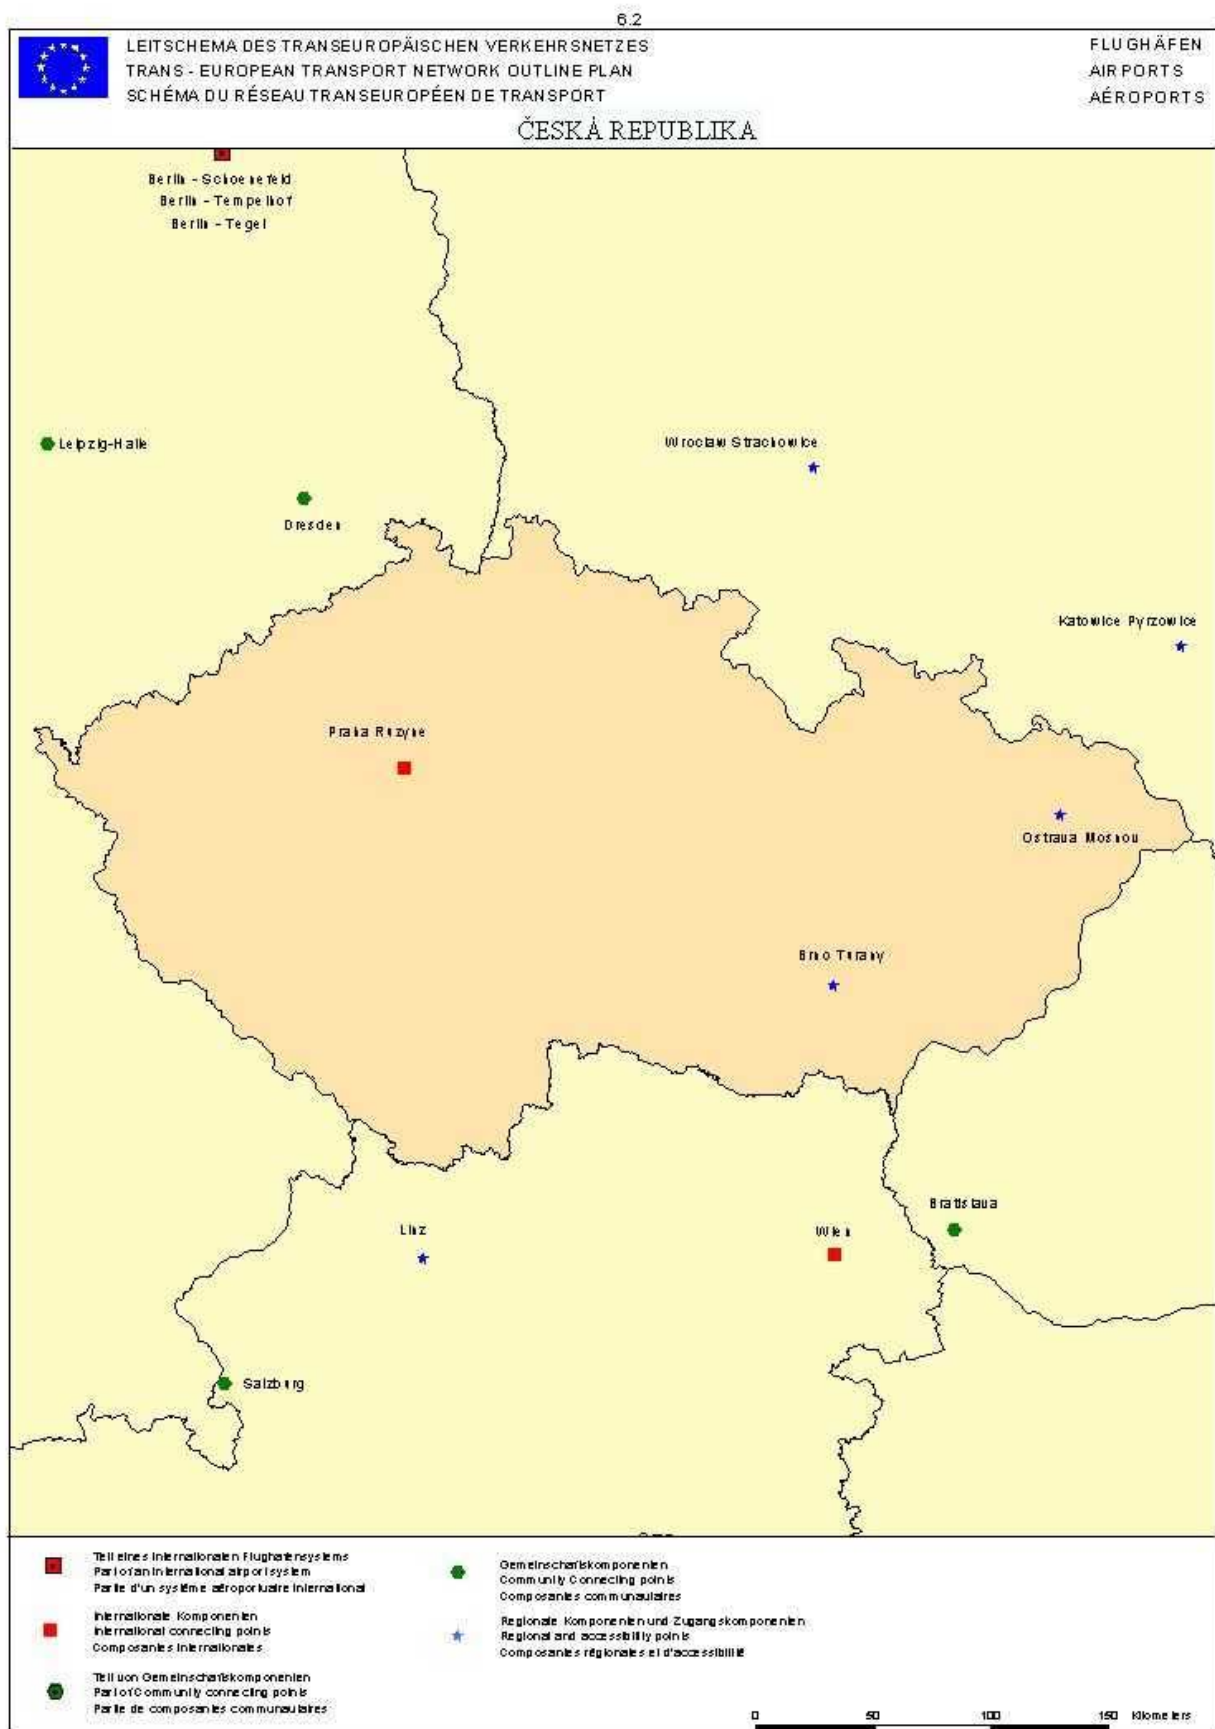 6.2
LEITSCHEMA DES TRANSEUROPÄISCHEN VERKEHRSNETZES
TRANS - EUROPEAN TRANSPORT NETWORK OUTLINE PLAN
SCHÉMA DU RÉSEAU TRANSEUROPÉEN DE TRANSPORT
FLUGHÄFEN
AIRPORTS
AÉROPORTS
ČESKÁ REPUBLIKA
Berlin - Schoenefeld
Berlin - Tempelhof
Berlin - Tegel
Leipzig-Halle
Wroclaw Strachowice
Dresden
Katowice Pyrzowice
Praha Ruzyne
Ostrava Mosnov
Brno Turany
Bratislava
Linz
Wien
Salzburg
Teil eines internationalen Flughafensystems
Part of an international airport system
Partie d'un système aéroportuaire international
Internationale Komponenten
International connecting points
Composantes internationales
Teil von Gemeinschaftskomponenten
Part of Community connecting points
Partie de composantes communautaires
Gemeinschaftskomponenten
Community Connecting points
Composantes communautaires
Regionale Komponenten und Zugangskomponenten
Regional and accessibility points
Composantes régionales et d'accessibilité
0 50 100 150 Kilometers